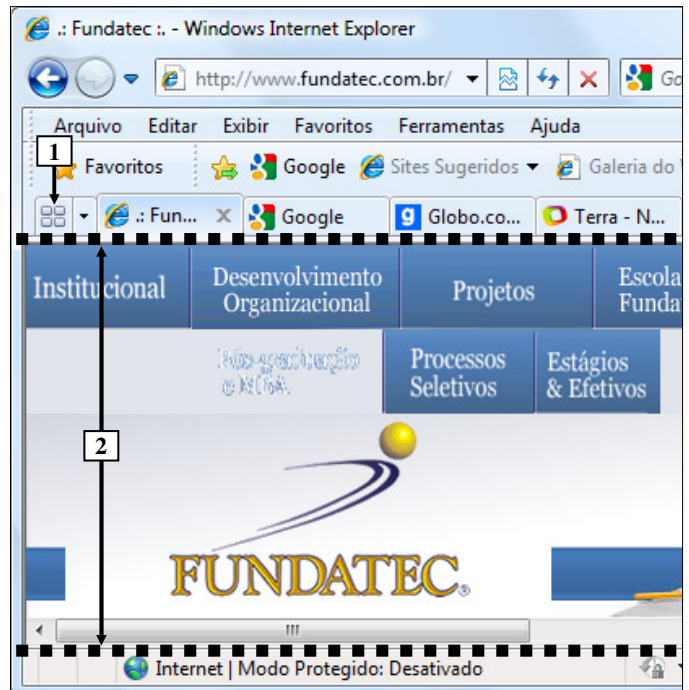 .: Fundatec :. - Windows Internet Explorer
http://www.fundatec.com.br/ Go
Arquivo Editar Exibir Favoritos Ferramentas Ajuda
1
Favoritos Google Sites Sugeridos Galeria do
.: Fun... Google Globo.co... Terra - N...
Institucional Desenvolvimento Organizacional Projetos Escola
Processos Seletivos Estágios & Efetivos
2
FUNDATEC®
Internet | Modo Protegido: Desativado